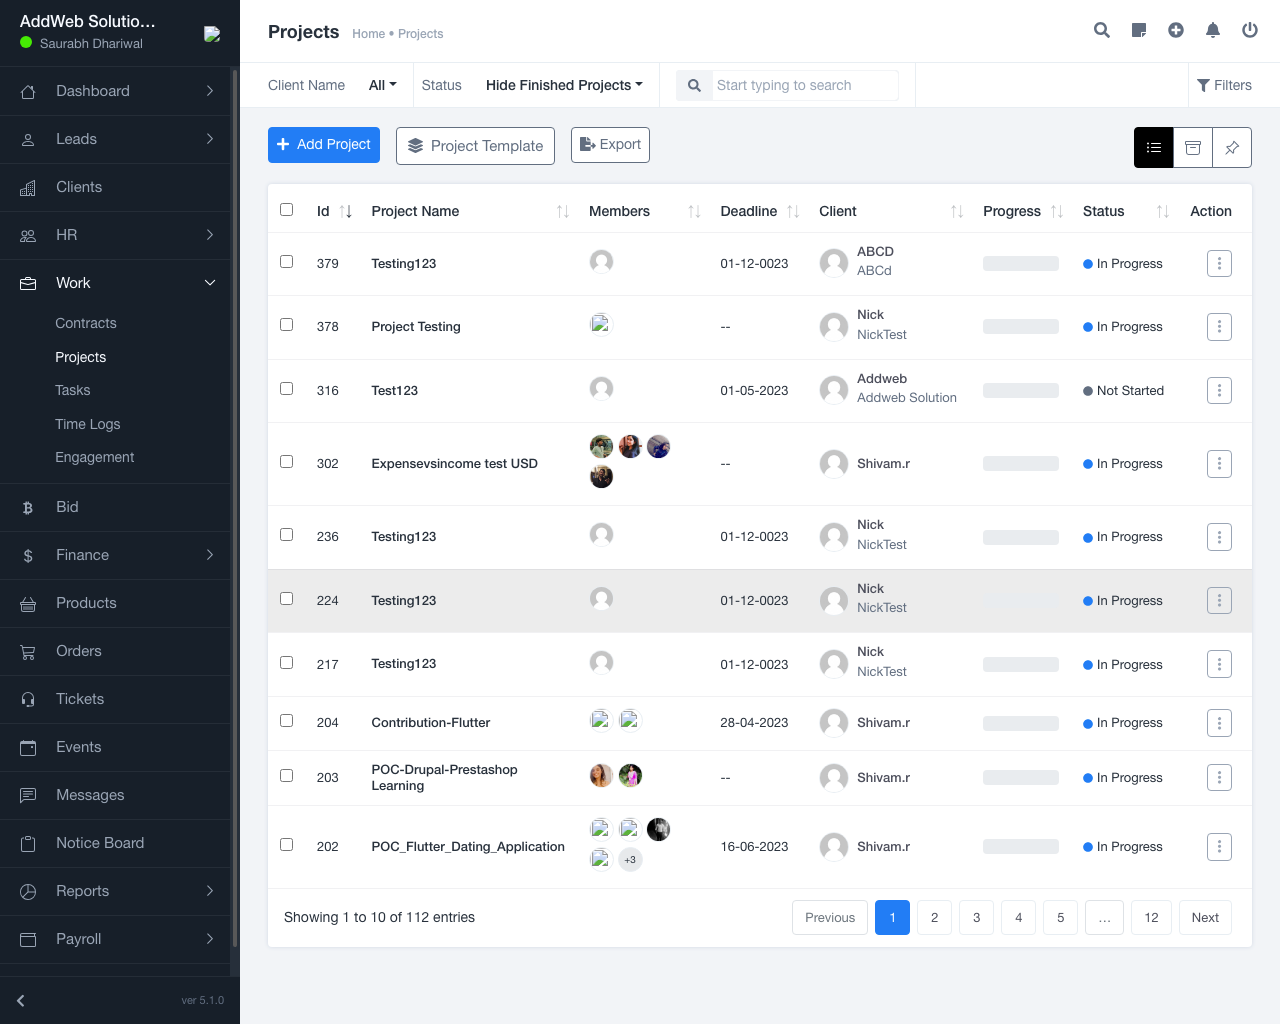 AddWeb Solutio...
Saurabh Dhariwal
Projects
Home • Projects
Client Name All
Status Hide Finished Projects
Start typing to search
Filters
Dashboard
Leads
Clients
HR
Work
Contracts
Projects
Tasks
Time Logs
Engagement
Bid
Finance
Products
Orders
Tickets
Events
Messages
Notice Board
Reports
Payroll
ver 5.1.0
Add Project
Project Template
Export
Id Project Name Members Deadline Client Progress Status Action
379 Testing123 01-12-0023 ABCD In Progress
ABCd
378 Project Testing -- Nick In Progress
NickTest
316 Test123 01-05-2023 Addweb Not Started
Addweb Solution
302 Expensevsincome test USD -- Shivam.r In Progress
236 Testing123 01-12-0023 Nick In Progress
NickTest
224 Testing123 01-12-0023 Nick In Progress
NickTest
217 Testing123 01-12-0023 Nick In Progress
NickTest
204 Contribution-Flutter 28-04-2023 Shivam.r In Progress
203 POC-Drupal-Prestashop -- Shivam.r In Progress
Learning
202 POC_Flutter_Dating_Application 16-06-2023 Shivam.r In Progress
+3
Showing 1 to 10 of 112 entries
Previous 1 2 3 4 5 ... 12 Next